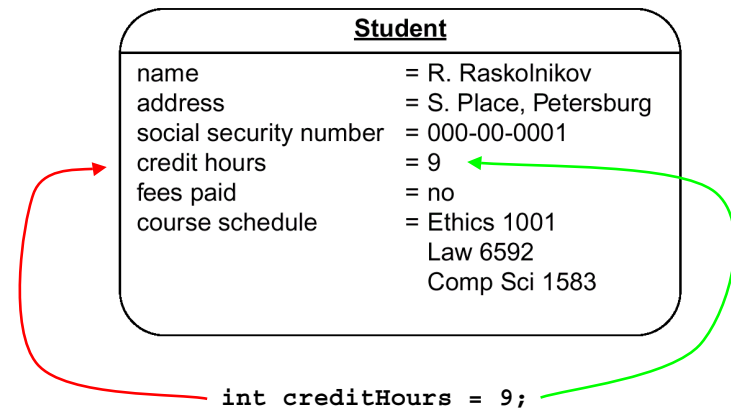 Student
name = R. Raskolnikov
address = S. Place, Petersburg
social security number = 000-00-0001
credit hours = 9
fees paid = no
course schedule = Ethics 1001
Law 6592
Comp Sci 1583
int creditHours = 9;